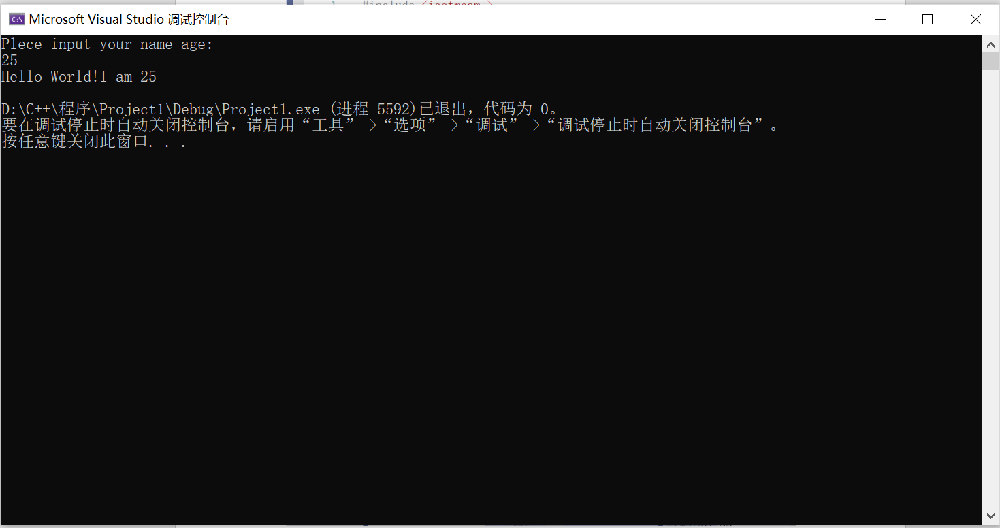 1 #include <iostream>
Microsoft Visual Studio 调试控制台
Plece input your name age:
25
Hello World!I am 25
D:\C++\程序\Project1\Debug\Project1.exe (进程 5592)已退出，代码为 0。
要在调试停止时自动关闭控制台，请启用“工具”->“选项”->“调试”->“调试停止时自动关闭控制台”。
按任意键关闭此窗口. . .